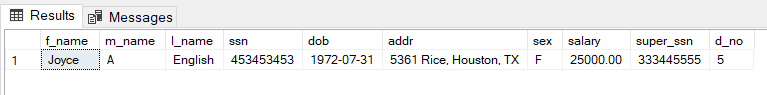 Results Messages
f_name m_name l_name ssn dob addr sex salary super_ssn d_no
1 Joyce A English 453453453 1972-07-31 5361 Rice, Houston, TX F 25000.00 333445555 5